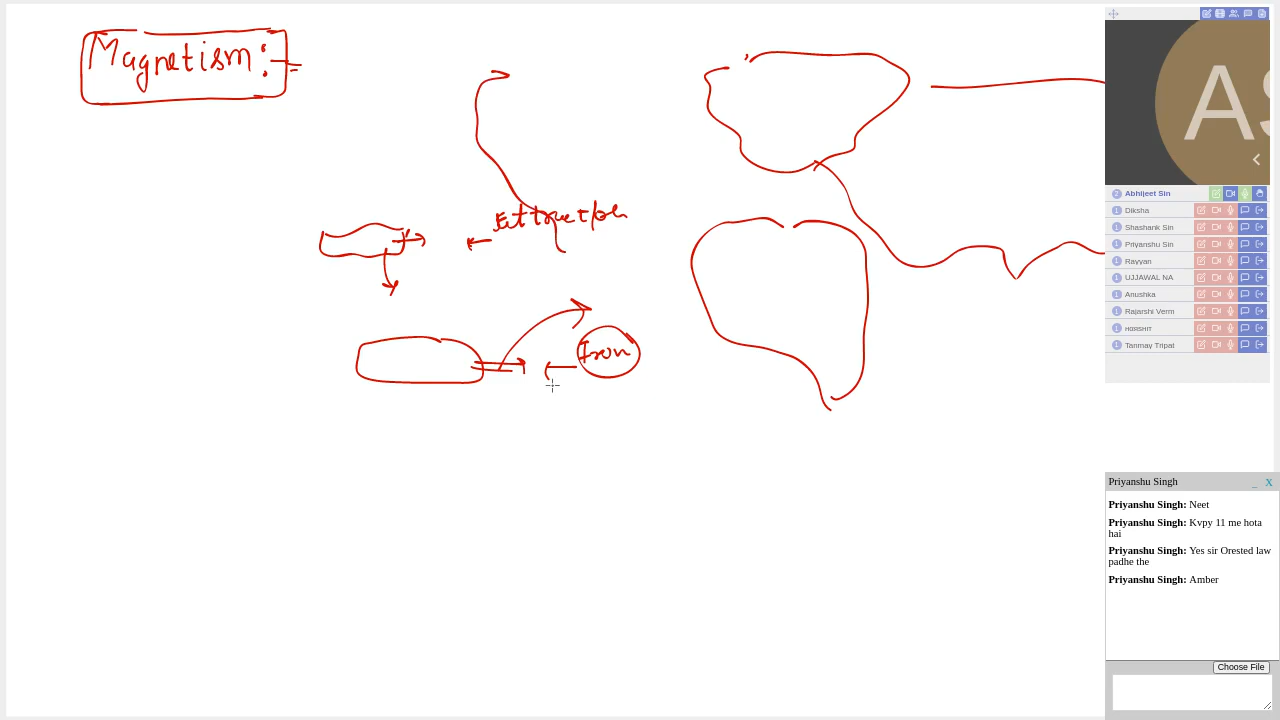 Magnetism :-
Attraction
Iron
AS
Abhijeet Sin
Diksha
Shashank Sin
Priyanshu Sin
Rayyan
UJJAWAL NA
Anushka
Rajarshi Verm
HARSHIT
Tanmay Tripat
Priyanshu Singh
_ X
Priyanshu Singh: Neet
Priyanshu Singh: Kvpy 11 me hota
hai
Priyanshu Singh: Yes sir Orested law
padhe the
Priyanshu Singh: Amber
Choose File